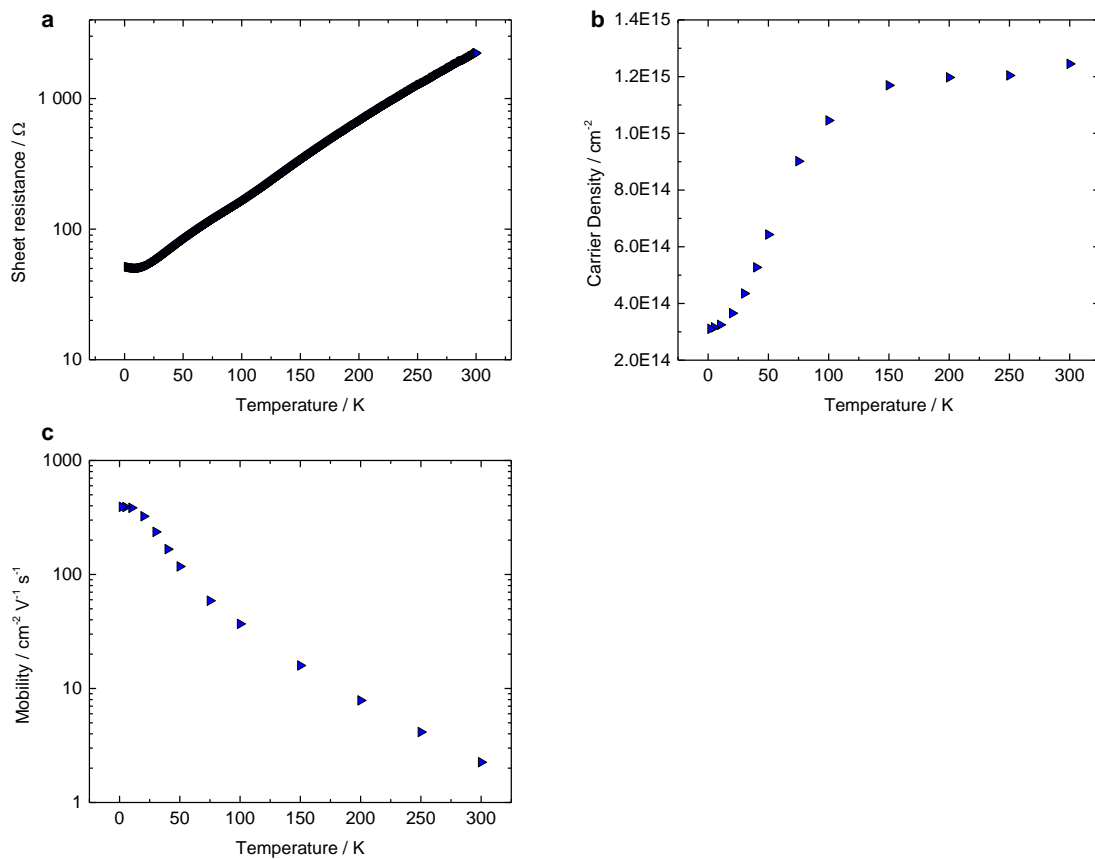 a
1 000
100
10
Sheet resistance / Ω
0 50 100 150 200 250 300
Temperature / K
b
1.4E15
1.2E15
1.0E15
8.0E14
6.0E14
4.0E14
2.0E14
Carrier Density / cm⁻²
0 50 100 150 200 250 300
Temperature / K
c
1000
100
10
1
Mobility / cm⁻² V⁻¹ s⁻¹
0 50 100 150 200 250 300
Temperature / K